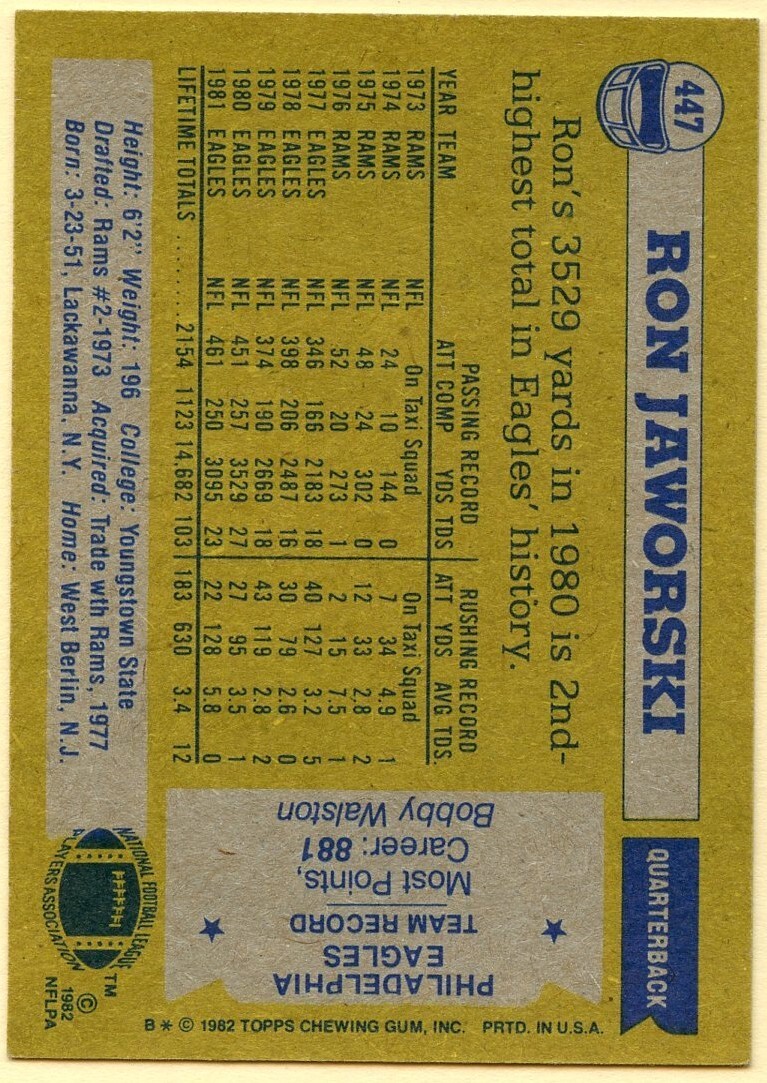 447
RON JAWORSKI
QUARTERBACK
Ron's 3529 yards in 1980 is 2nd-
highest total in Eagles' history.
PASSING RECORD RUSHING RECORD
YEAR TEAM ATT COMP YDS TDS ATT YDS AVG TDS.
1973 RAMS NFL On Taxi Squad On Taxi Squad
1974 RAMS NFL 24 10 144 0 7 34 4.9 1
1975 RAMS NFL 48 24 302 0 12 33 2.8 2
1976 RAMS NFL 52 20 273 1 2 15 7.5 1
1977 EAGLES NFL 346 166 2183 18 40 127 3.2 5
1978 EAGLES NFL 398 206 2487 16 30 79 2.6 0
1979 EAGLES NFL 374 190 2669 18 43 119 2.8 2
1980 EAGLES NFL 451 257 3529 27 27 95 3.5 1
1981 EAGLES NFL 461 250 3095 23 22 128 5.8 0
LIFETIME TOTALS ........ 2154 1123 14,682 103 183 630 3.4 12
Height: 6'2" Weight: 196 College: Youngstown State
Drafted: Rams #2-1973 Acquired: Trade wth Rams, 1977
Born: 3-23-51, Lackawanna, N.Y. Home: West Berlin, N.J.
PHILADELPHIA
EAGLES
TEAM RECORD
Most Points,
Career: 881
Bobby Walston
NATIONAL FOOTBALL LEAGUE
PLAYERS ASSOCIATION
TM
© 1982
NFLPA
B * © 1982 TOPPS CHEWING GUM, INC. PRTD. IN U.S.A.